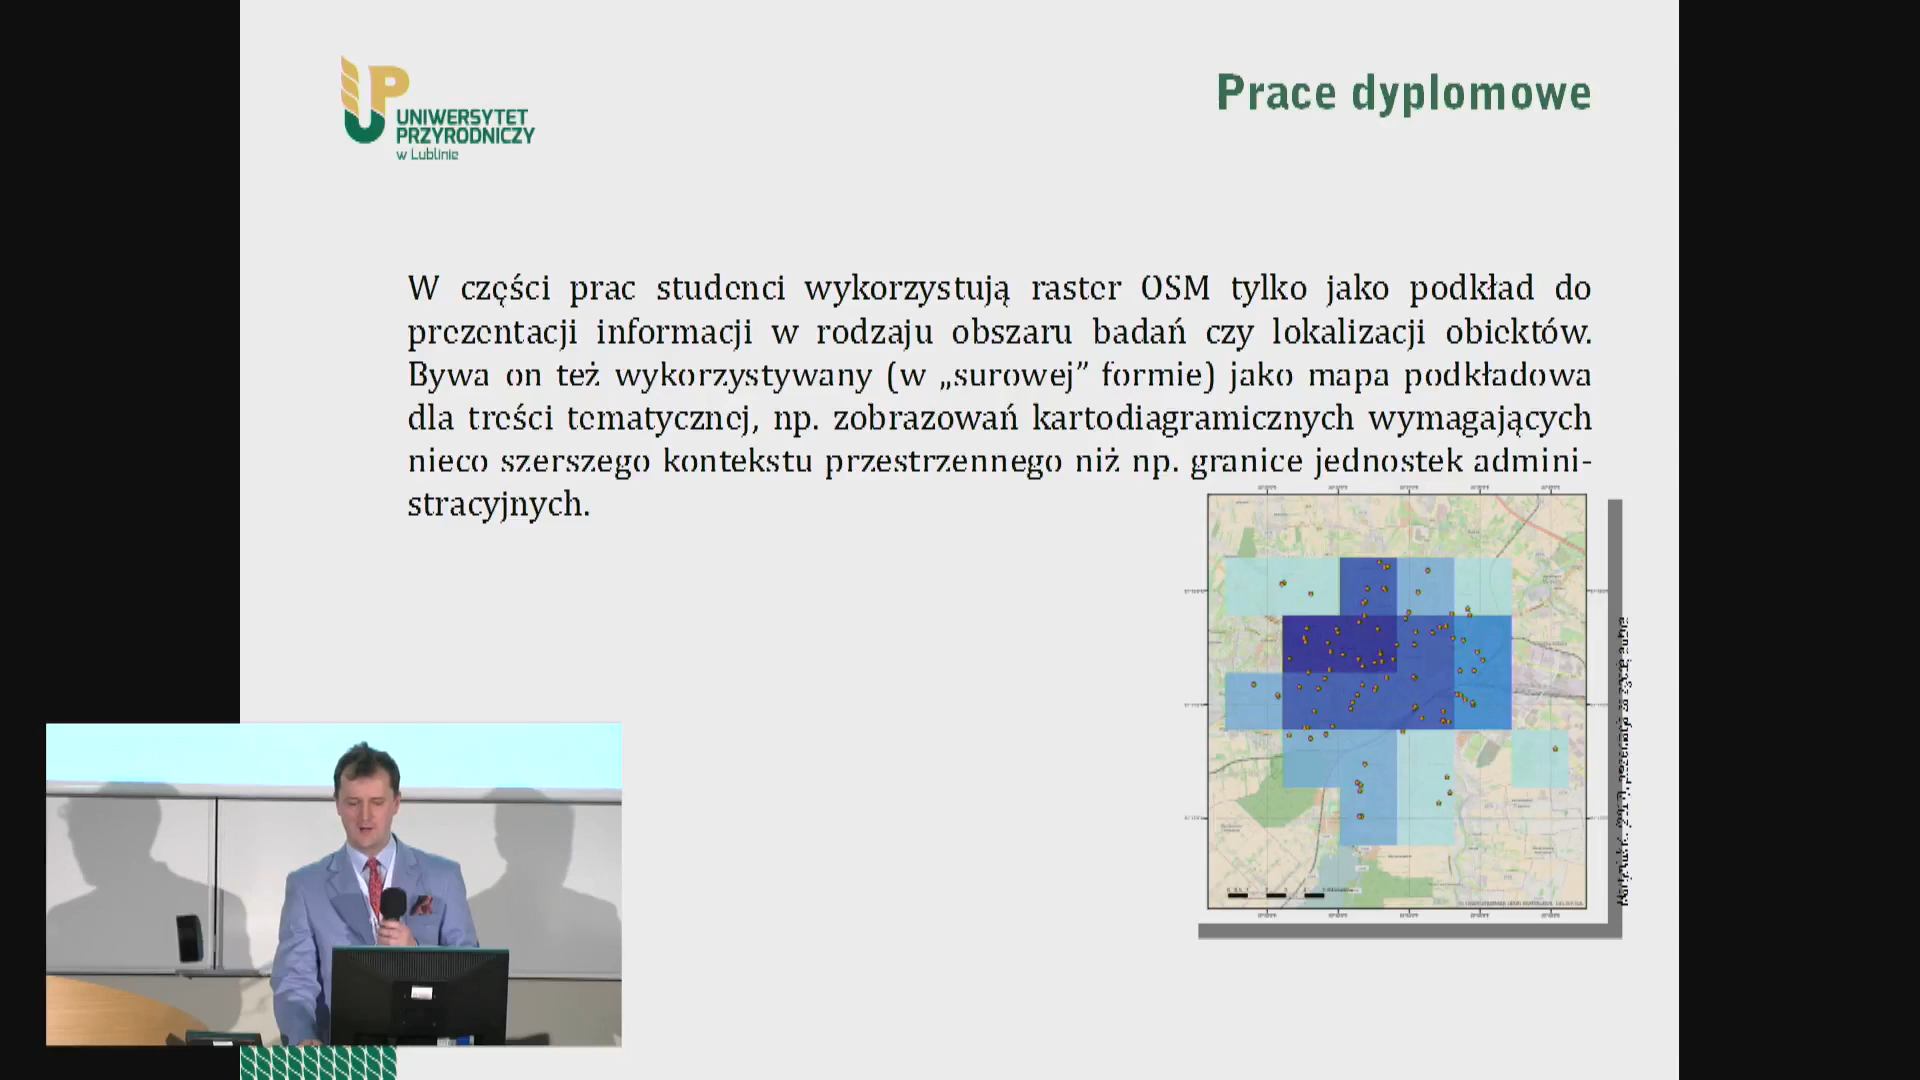 UNIWERSYTET
PRZYRODNICZY
w Lublinie
Prace dyplomowe
W części prac studenci wykorzystują raster OSM tylko jako podkład do
prezentacji informacji w rodzaju obszaru badań czy lokalizacji obiektów.
Bywa on też wykorzystywany (w „surowej” formie) jako mapa podkładowa
dla treści tematycznej, np. zobrazowań kartodiagramicznych wymagających
nieco szerszego kontekstu przestrzennego niż np. granice jednostek admini-
stracyjnych.